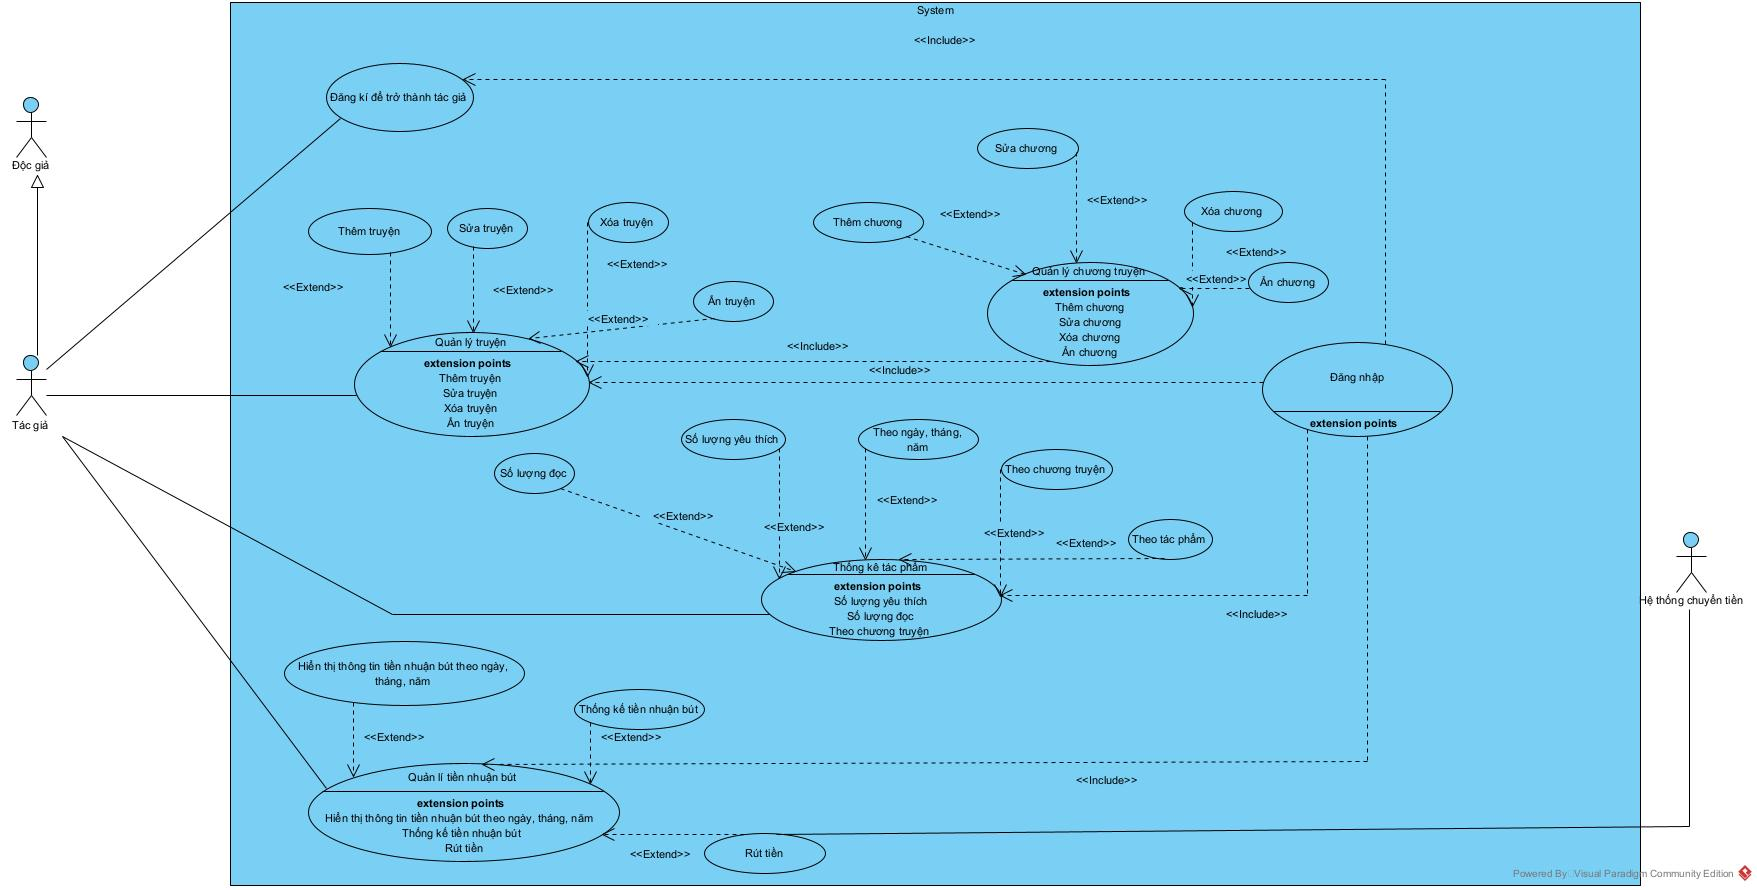 System
<<Include>>
Đăng kí để trở thành tác giả
Độc giả
Sửa chương
<<Extend>>
Thêm chương
<<Extend>>
Xóa chương
<<Extend>>
<<Extend>>
Ẩn chương
Thêm truyện
Sửa truyện
Xóa truyện
<<Extend>>
<<Extend>>
<<Extend>>
Ẩn truyện
<<Extend>>
Quản lý chương truyện
extension points
Thêm chương
Sửa chương
Xóa chương
Ẩn chương
Quản lý truyện
extension points
Thêm truyện
Sửa truyện
Xóa truyện
Ẩn truyện
<<Include>>
<<Include>>
Đăng nhập
extension points
Tác giả
Số lượng yêu thích
Theo ngày, tháng,
năm
Số lượng đọc
Theo chương truyện
<<Extend>>
<<Extend>>
<<Extend>>
<<Extend>>
<<Extend>>
Theo tác phẩm
Thống kê tác phẩm
extension points
Số lượng yêu thích
Số lượng đọc
Theo chương truyện
<<Include>>
Hệ thống chuyển tiền
Hiển thị thông tin tiền nhuận bút theo ngày,
tháng, năm
Thống kế tiền nhuận bút
<<Extend>>
<<Extend>>
<<Include>>
Quản lí tiền nhuận bút
extension points
Hiển thị thông tin tiền nhuận bút theo ngày, tháng, năm
Thống kế tiền nhuận bút
Rút tiền
<<Extend>>
Rút tiền
Powered By Visual Paradigm Community Edition